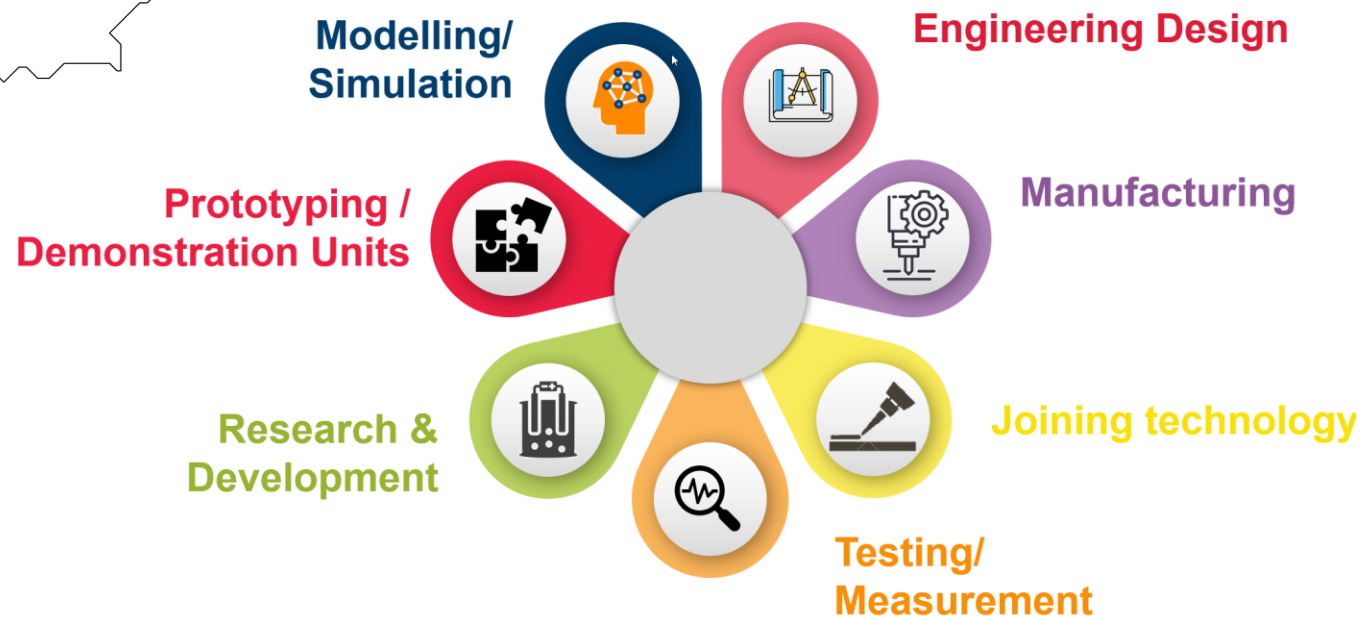 Modelling/
Simulation
Engineering Design
Manufacturing
Prototyping /
Demonstration Units
Joining technology
Research &
Development
Testing/
Measurement